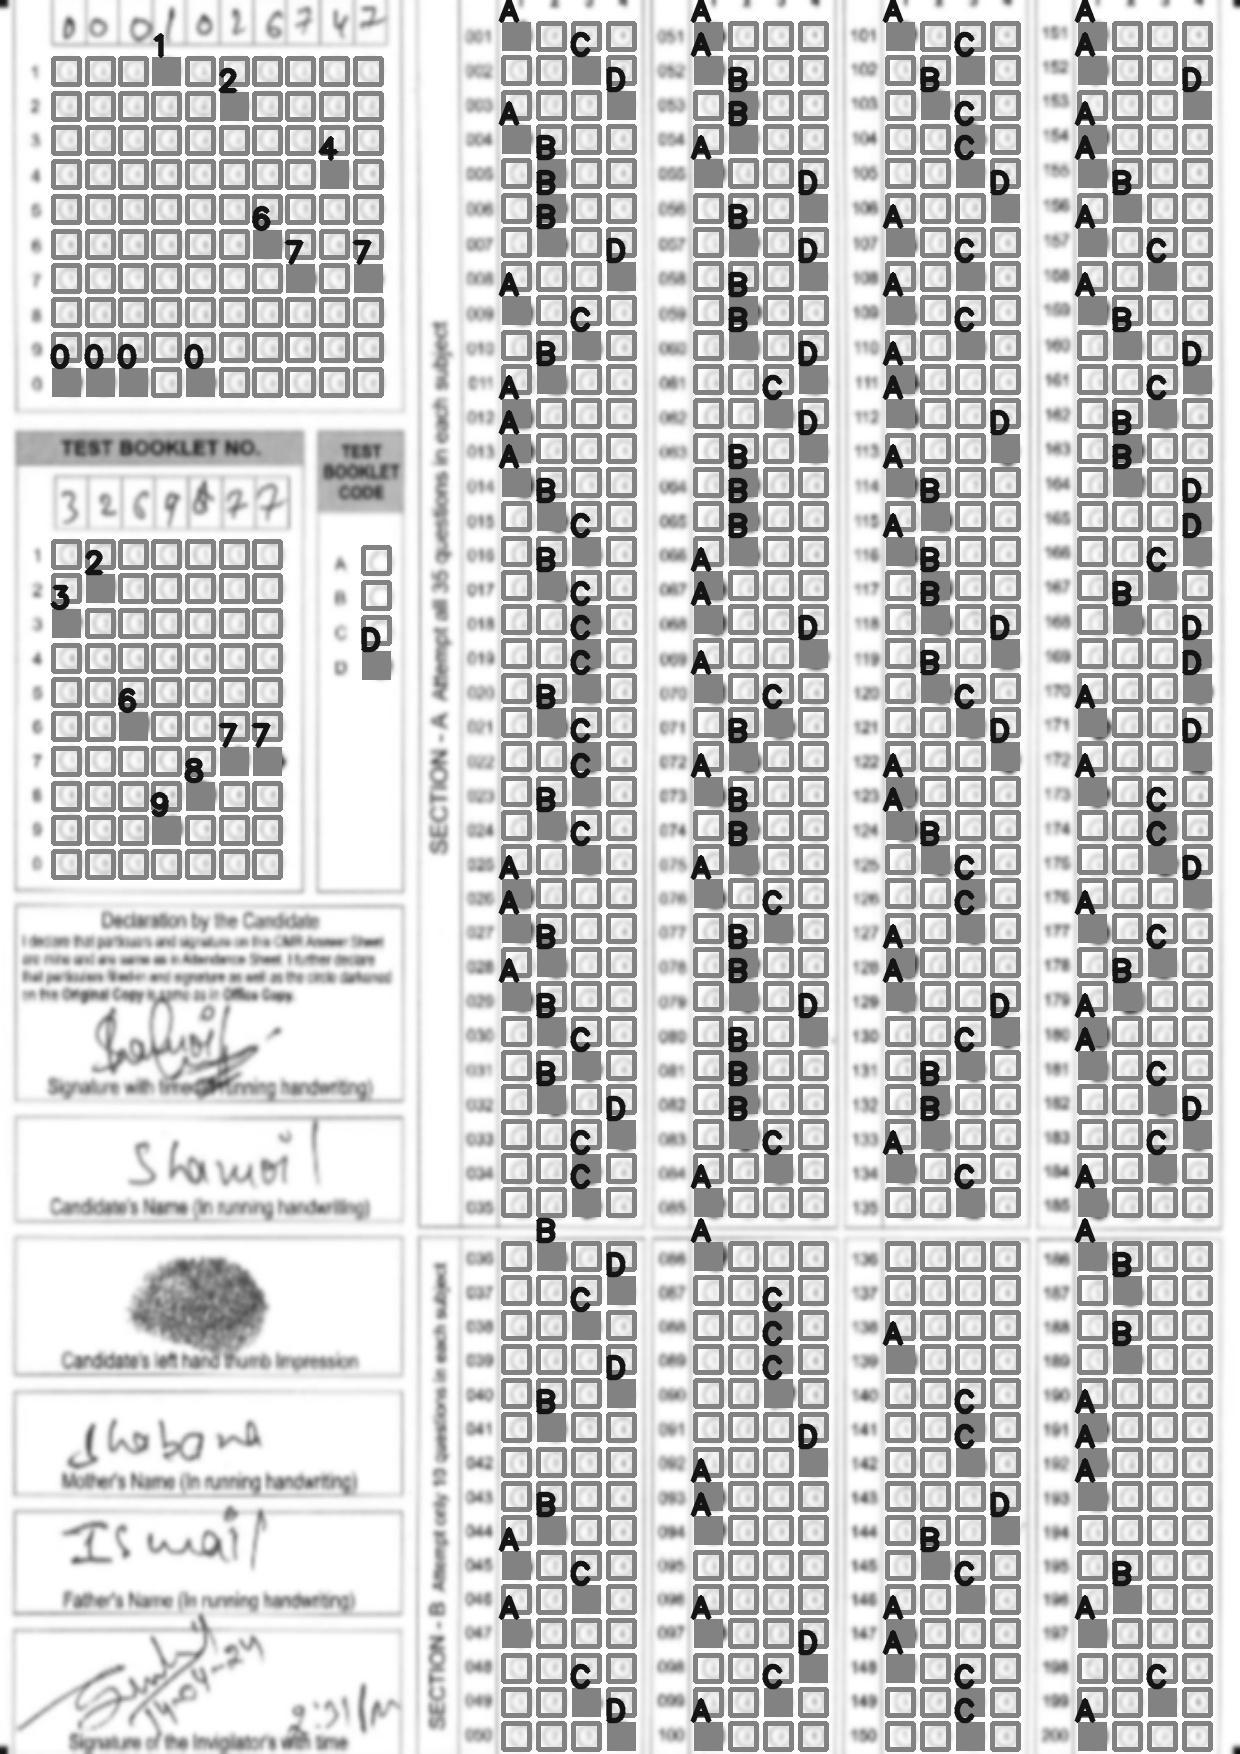 0 0 0 1 0 2 6 7 4 7
1
2
3
4
5
6
7
8
9
0
1 2 4 6 7 7 0 0 0 0
TEST BOOKLET NO.
3 2 6 9 8 7 7
1
2
3
4
5
6
7
8
9
0
2 3 6 7 7 8 9
TEST
BOOKLET
CODE
A
B
C
D
D
Declaration by the Candidate
I declare that particulars and signature on this OMR Answer Sheet
are mine and are same as in Attendance Sheet. I further declare
that particulars filled-in and signature as well as the circle darkened
on this Original Copy is same as in Office Copy.
Signature with time (In running handwriting)
Shamoil
Candidate's Name (In running handwriting)
Candidate's left hand thumb impression
Shabana
Mother's Name (In running handwriting)
Ismail
Father's Name (In running handwriting)
14-04-24
Signature of the Invigilator's with time
SECTION - A Attempt all 35 questions in each subject
001 A 051 A 101 A 151 A
002 C 052 A 102 C 152 A
003 D 053 B 103 B 153 D
004 A 054 B 104 C 154 A
005 B 055 A 105 C 155 A
006 B 056 D 106 D 156 B
007 B 057 B 107 A 157 A
008 D 058 D 108 C 158 C
009 A 059 B 109 A 159 A
010 C 060 B 110 C 160 B
011 B 061 D 111 A 161 D
012 A 062 C 112 A 162 C
013 A 063 D 113 D 163 B
014 A 064 B 114 A 164 B
015 B 065 B 115 B 165 D
016 C 066 B 116 A 166 D
017 B 067 A 117 B 167 C
018 C 068 A 118 B 168 B
019 C 069 D 119 D 169 D
020 C 070 A 120 B 170 D
021 B 071 C 121 C 171 A
022 C 072 B 122 D 172 D
023 C 073 A 123 A 173 A
024 B 074 B 124 A 174 C
025 C 075 B 125 B 175 C
026 A 076 A 126 C 176 D
027 A 077 C 127 C 177 A
028 B 078 B 128 A 178 C
029 A 079 B 129 A 179 B
030 B 080 D 130 D 180 A
031 C 081 B 131 C 181 A
032 B 082 B 132 B 182 C
033 D 083 B 133 B 183 D
034 C 084 C 134 A 184 C
035 C 085 A 135 C 185 A
SECTION - B Attempt only 10 questions in each subject
036 B 086 A 136 186 A
037 D 087 137 187 B
038 C 088 C 138 188
039 089 C 139 A 189 B
040 D 090 C 140 190
041 B 091 141 C 191 A
042 092 D 142 C 192 A
043 093 A 143 193 A
044 B 094 A 144 D 194
045 A 095 145 B 195
046 C 096 146 C 196 B
047 A 097 A 147 A 197 A
048 098 D 148 A 198
049 C 099 C 149 C 199 C
050 D 100 A 150 C 200 A